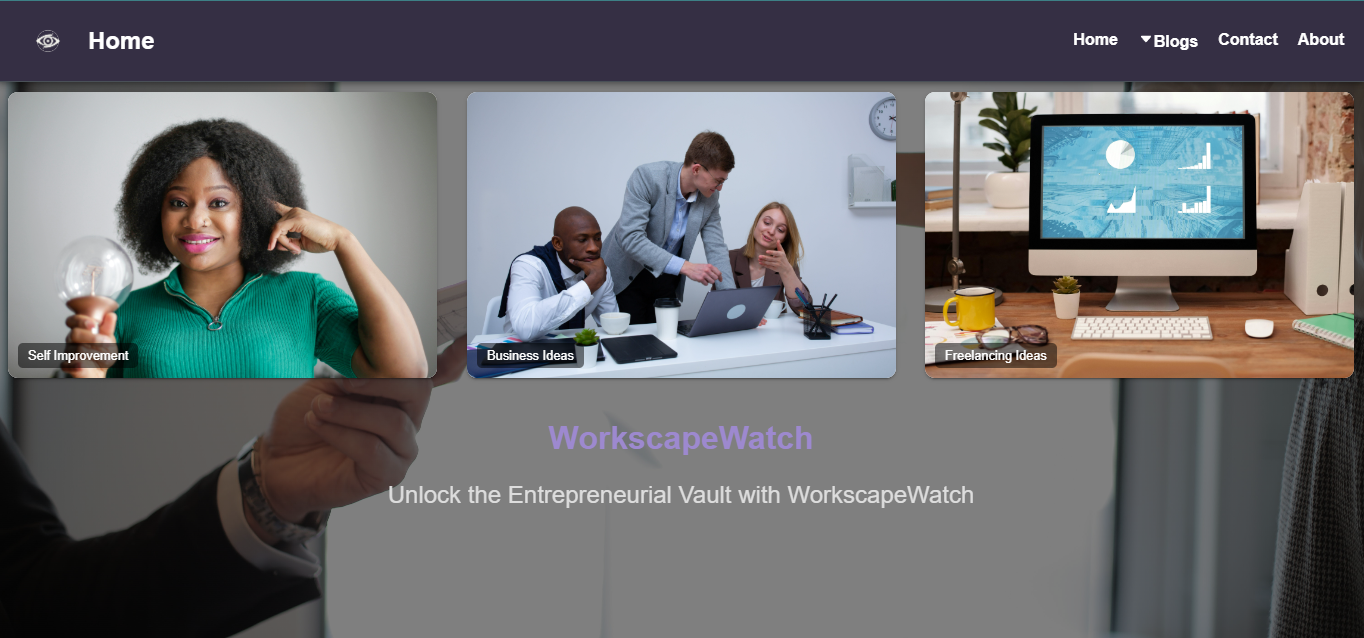 Home
Home Blogs Contact About
Self Improvement
Business Ideas
Freelancing Ideas
WorkscapeWatch
Unlock the Entrepreneurial Vault with WorkscapeWatch